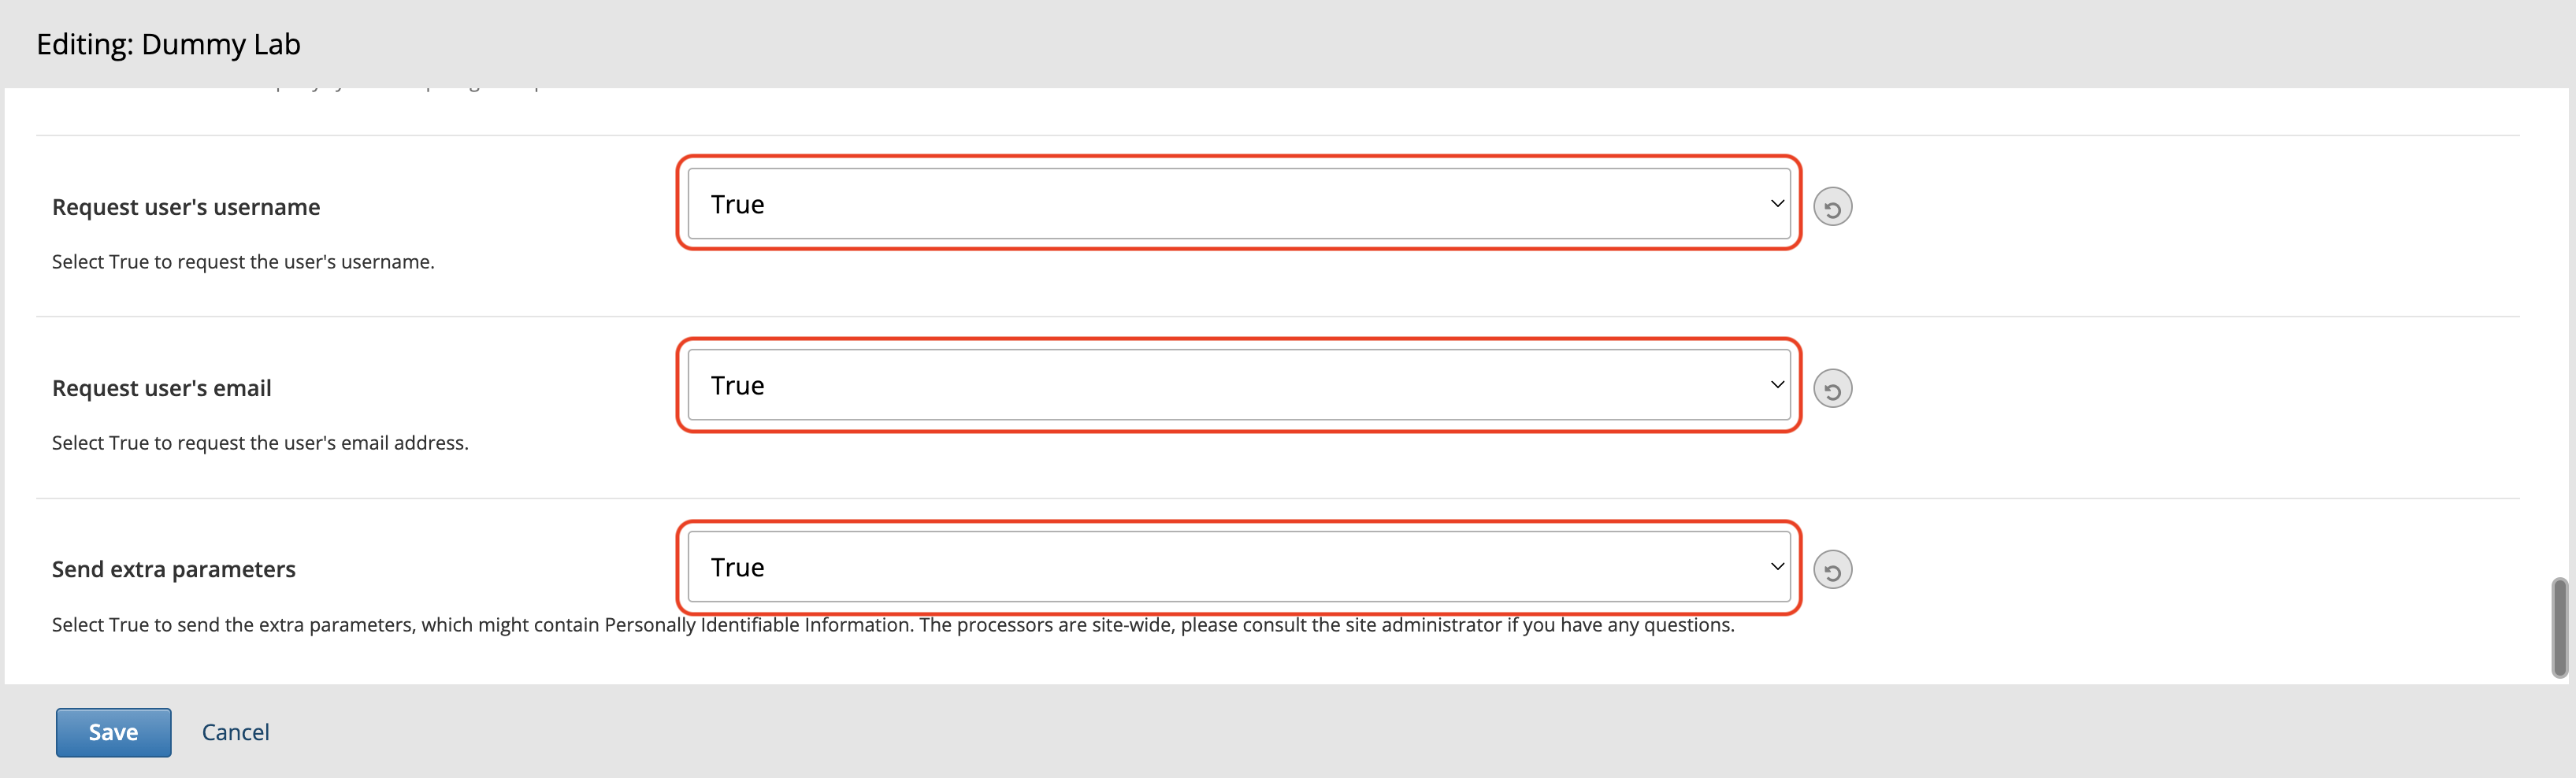 Editing: Dummy Lab
Request user's username
True
Select True to request the user's username.
Request user's email
True
Select True to request the user's email address.
Send extra parameters
True
Select True to send the extra parameters, which might contain Personally Identifiable Information. The processors are site-wide, please consult the site administrator if you have any questions.
Save
Cancel